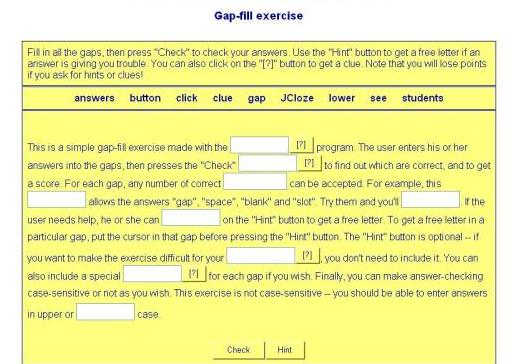 Gap-fill exercise
Fill in all the gaps, then press "Check" to check your answers. Use the "Hint" button to get a free letter if an
answer is giving you trouble. You can also click on the "[?]" button to get a clue. Note that you will lose points
if you ask for hints or clues!
answers button click clue gap JCloze lower see students
This is a simple gap-fill exercise made with the [?] program. The user enters his or her
answers into the gaps, then presses the "Check" [?] to find out which are correct, and to get
a score. For each gap, any number of correct can be accepted. For example, this
allows the answers "gap", "space", "blank" and "slot". Try them and you'll . If the
user needs help, he or she can on the "Hint" button to get a free letter. To get a free letter in a
particular gap, put the cursor in that gap before pressing the "Hint" button. The "Hint" button is optional -- if
you want to make the exercise difficult for your [?] , you don't need to include it. You can
also include a special [?] for each gap if you wish. Finally, you can make answer-checking
case-sensitive or not as you wish. This exercise is not case-sensitive -- you should be able to enter answers
in upper or case.
Check Hint